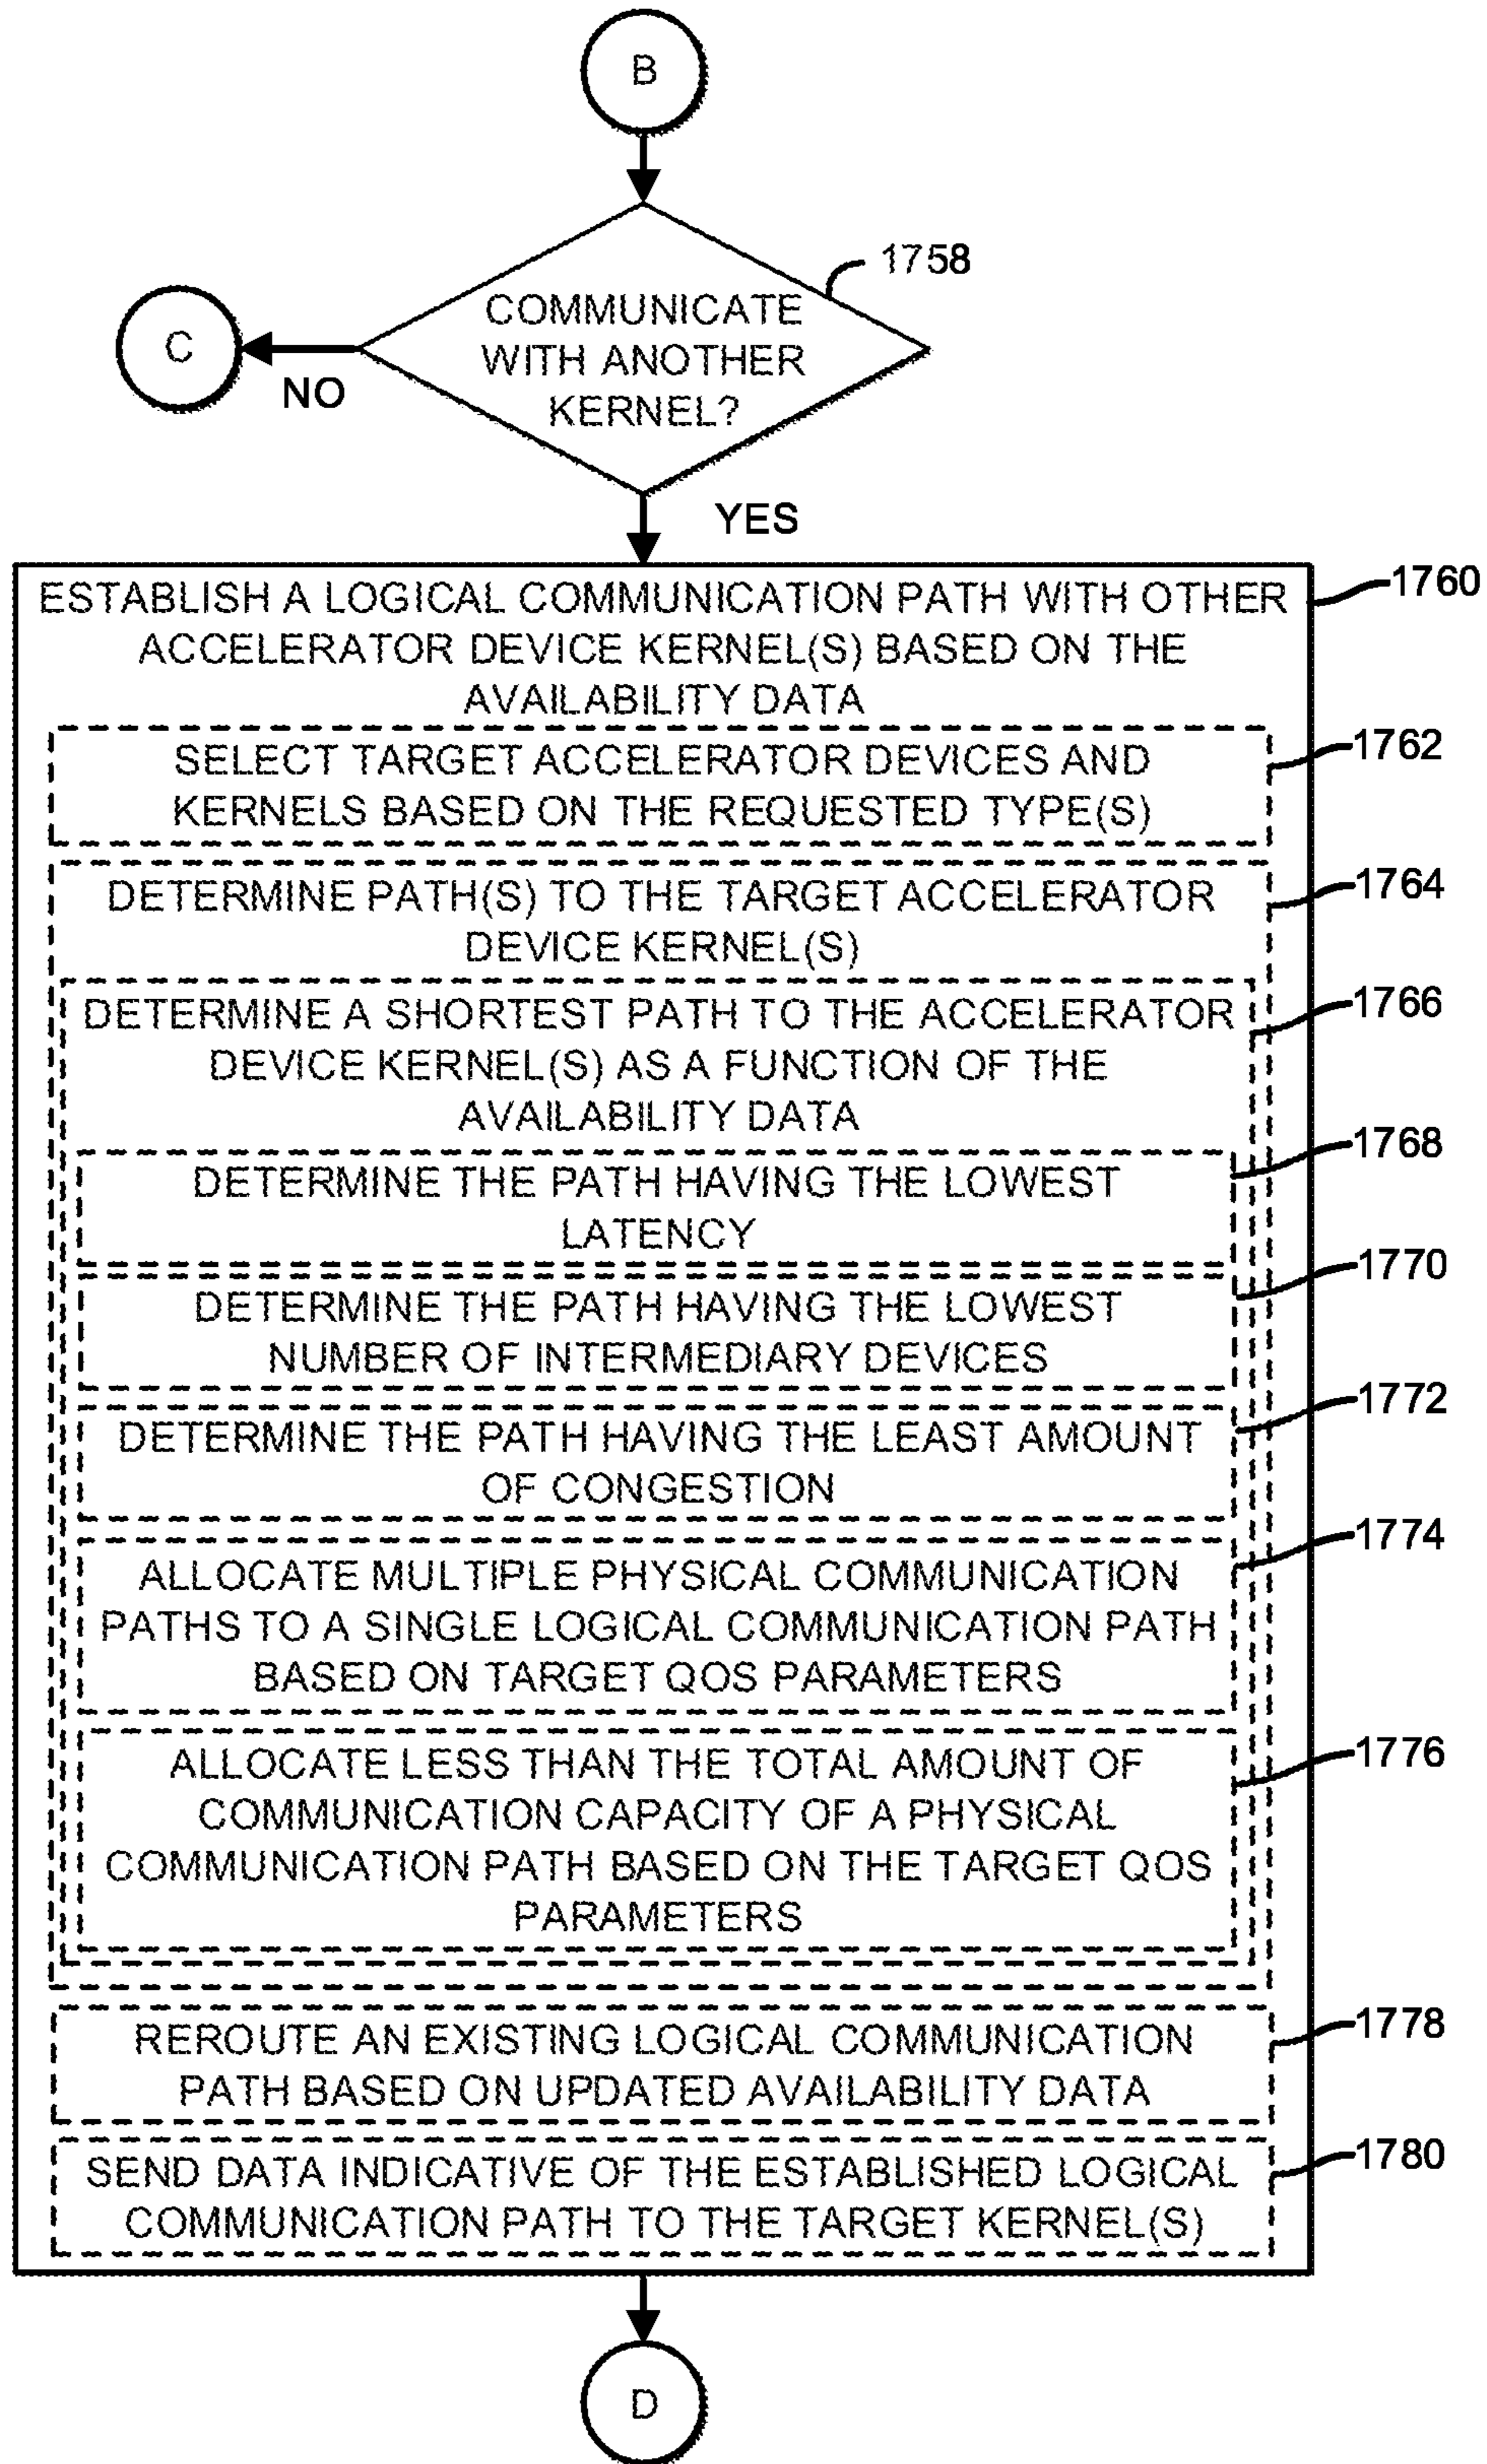 B
1758
COMMUNICATE
WITH ANOTHER
KERNEL?
C
NO
YES
ESTABLISH A LOGICAL COMMUNICATION PATH WITH OTHER
ACCELERATOR DEVICE KERNEL(S) BASED ON THE
AVAILABILITY DATA
1760
SELECT TARGET ACCELERATOR DEVICES AND
KERNELS BASED ON THE REQUESTED TYPE(S)
1762
DETERMINE PATH(S) TO THE TARGET ACCELERATOR
DEVICE KERNEL(S)
1764
DETERMINE A SHORTEST PATH TO THE ACCELERATOR
DEVICE KERNEL(S) AS A FUNCTION OF THE
AVAILABILITY DATA
1766
DETERMINE THE PATH HAVING THE LOWEST
LATENCY
1768
DETERMINE THE PATH HAVING THE LOWEST
NUMBER OF INTERMEDIARY DEVICES
1770
DETERMINE THE PATH HAVING THE LEAST AMOUNT
OF CONGESTION
1772
ALLOCATE MULTIPLE PHYSICAL COMMUNICATION
PATHS TO A SINGLE LOGICAL COMMUNICATION PATH
BASED ON TARGET QOS PARAMETERS
1774
ALLOCATE LESS THAN THE TOTAL AMOUNT OF
COMMUNICATION CAPACITY OF A PHYSICAL
COMMUNICATION PATH BASED ON THE TARGET QOS
PARAMETERS
1776
REROUTE AN EXISTING LOGICAL COMMUNICATION
PATH BASED ON UPDATED AVAILABILITY DATA
1778
SEND DATA INDICATIVE OF THE ESTABLISHED LOGICAL
COMMUNICATION PATH TO THE TARGET KERNEL(S)
1780
D